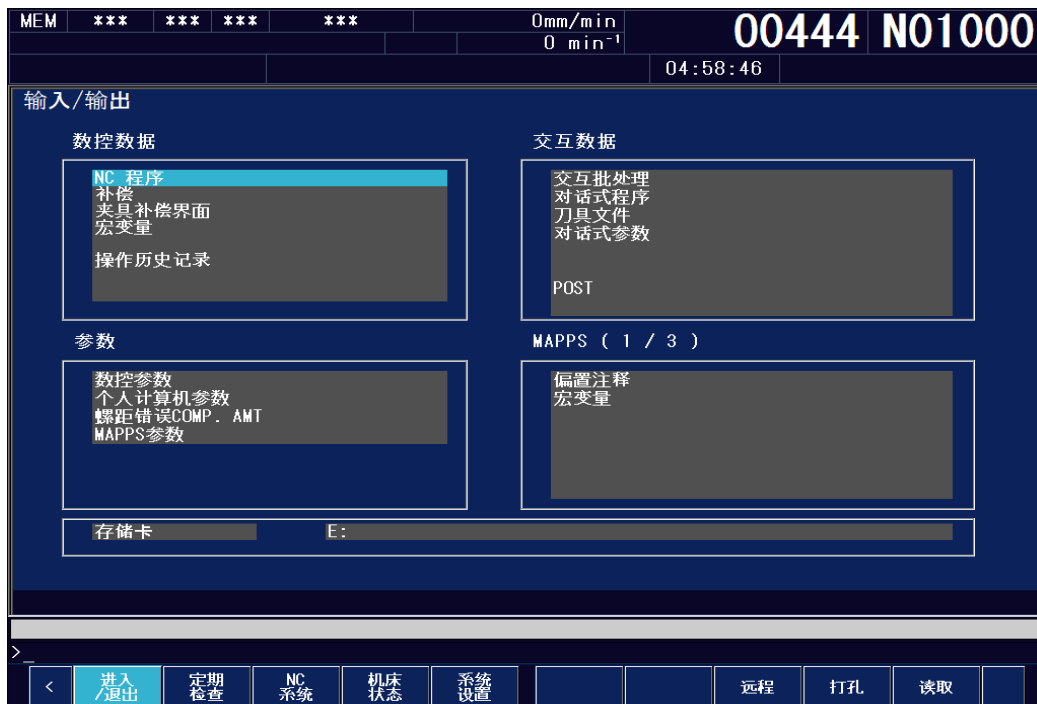 MEM *** *** *** *** 0mm/min 00444 N01000
0 min⁻¹
04:58:46
输入/输出
数控数据
NC 程序
补偿
夹具补偿界面
宏变量
操作历史记录
交互数据
交互批处理
对话式程序
刀具文件
对话式参数
POST
参数
数控参数
个人计算机参数
螺距错误COMP. AMT
MAPPS参数
MAPPS ( 1 / 3 )
偏置注释
宏变量
存储卡 E:
>_
< 进入/退出 定期检查 NC系统 机床状态 系统设置 远程 打孔 读取